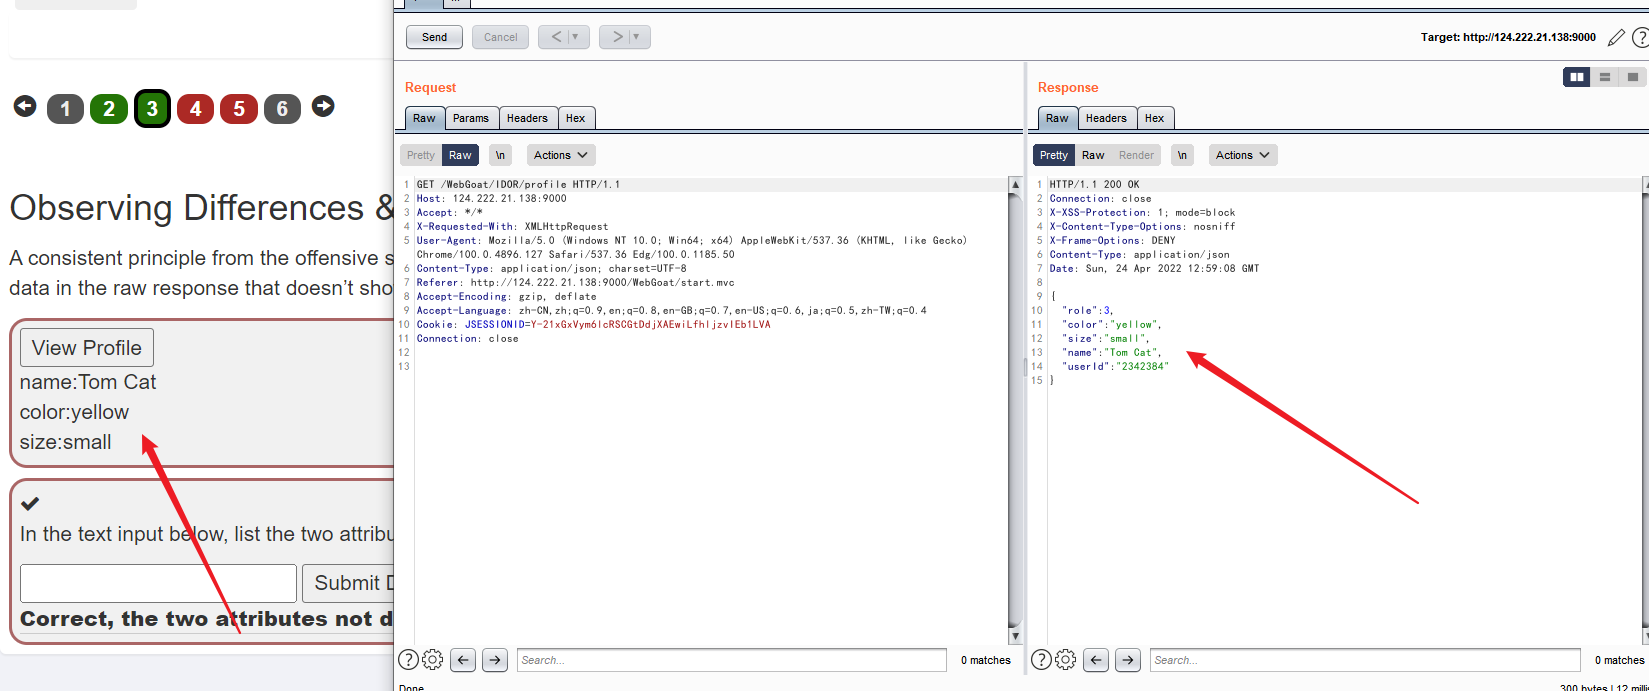 Send
Cancel
<
>
Target: http://124.222.21.138:9000
?
Request
Response
Raw
Params
Headers
Hex
Raw
Headers
Hex
Pretty
Raw
\n
Actions
Pretty
Raw
Render
\n
Actions
1
2
3
4
5
6
Observing Differences &
A consistent principle from the offensive s
data in the raw response that doesn't sho
View Profile
name:Tom Cat
color:yellow
size:small
In the text input below, list the two attribu
Submit D
Correct, the two attributes not d
1 GET /WebGoat/IDOR/profile HTTP/1.1
2 Host: 124.222.21.138:9000
3 Accept: */*
4 X-Requested-With: XMLHttpRequest
5 User-Agent: Mozilla/5.0 (Windows NT 10.0; Win64; x64) AppleWebKit/537.36 (KHTML, like Gecko)
Chrome/100.0.4896.127 Safari/537.36 Edg/100.0.1185.50
6 Content-Type: application/json; charset=UTF-8
7 Referer: http://124.222.21.138:9000/WebGoat/start.mvc
8 Accept-Encoding: gzip, deflate
9 Accept-Language: zh-CN,zh;q=0.9,en;q=0.8,en-GB;q=0.7,en-US;q=0.6,ja;q=0.5,zh-TW;q=0.4
10 Cookie:
11 Connection: close
12
13
1 HTTP/1.1 200 OK
2 Connection: close
3 X-XSS-Protection: 1; mode=block
4 X-Content-Type-Options: nosniff
5 X-Frame-Options: DENY
6 Content-Type: application/json
7 Date: Sun, 24 Apr 2022 12:59:08 GMT
8
9 {
10 "role":3,
11 "color":"yellow",
12 "size":"small",
13 "name":"Tom Cat",
14 "userId":"2342384"
15 }
?
Search...
0 matches
?
Search...
0 matches
Done
300 bytes | 12 milli